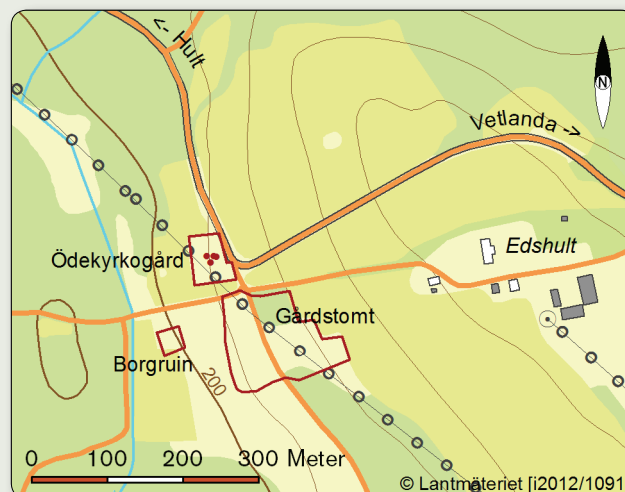 <- Hult
Vetlanda ->
N
Ödekyrkogård
Edshult
Gårdstomt
Borgruin
200
0 100 200 300 Meter
© Lantmäteriet [i2012/1091